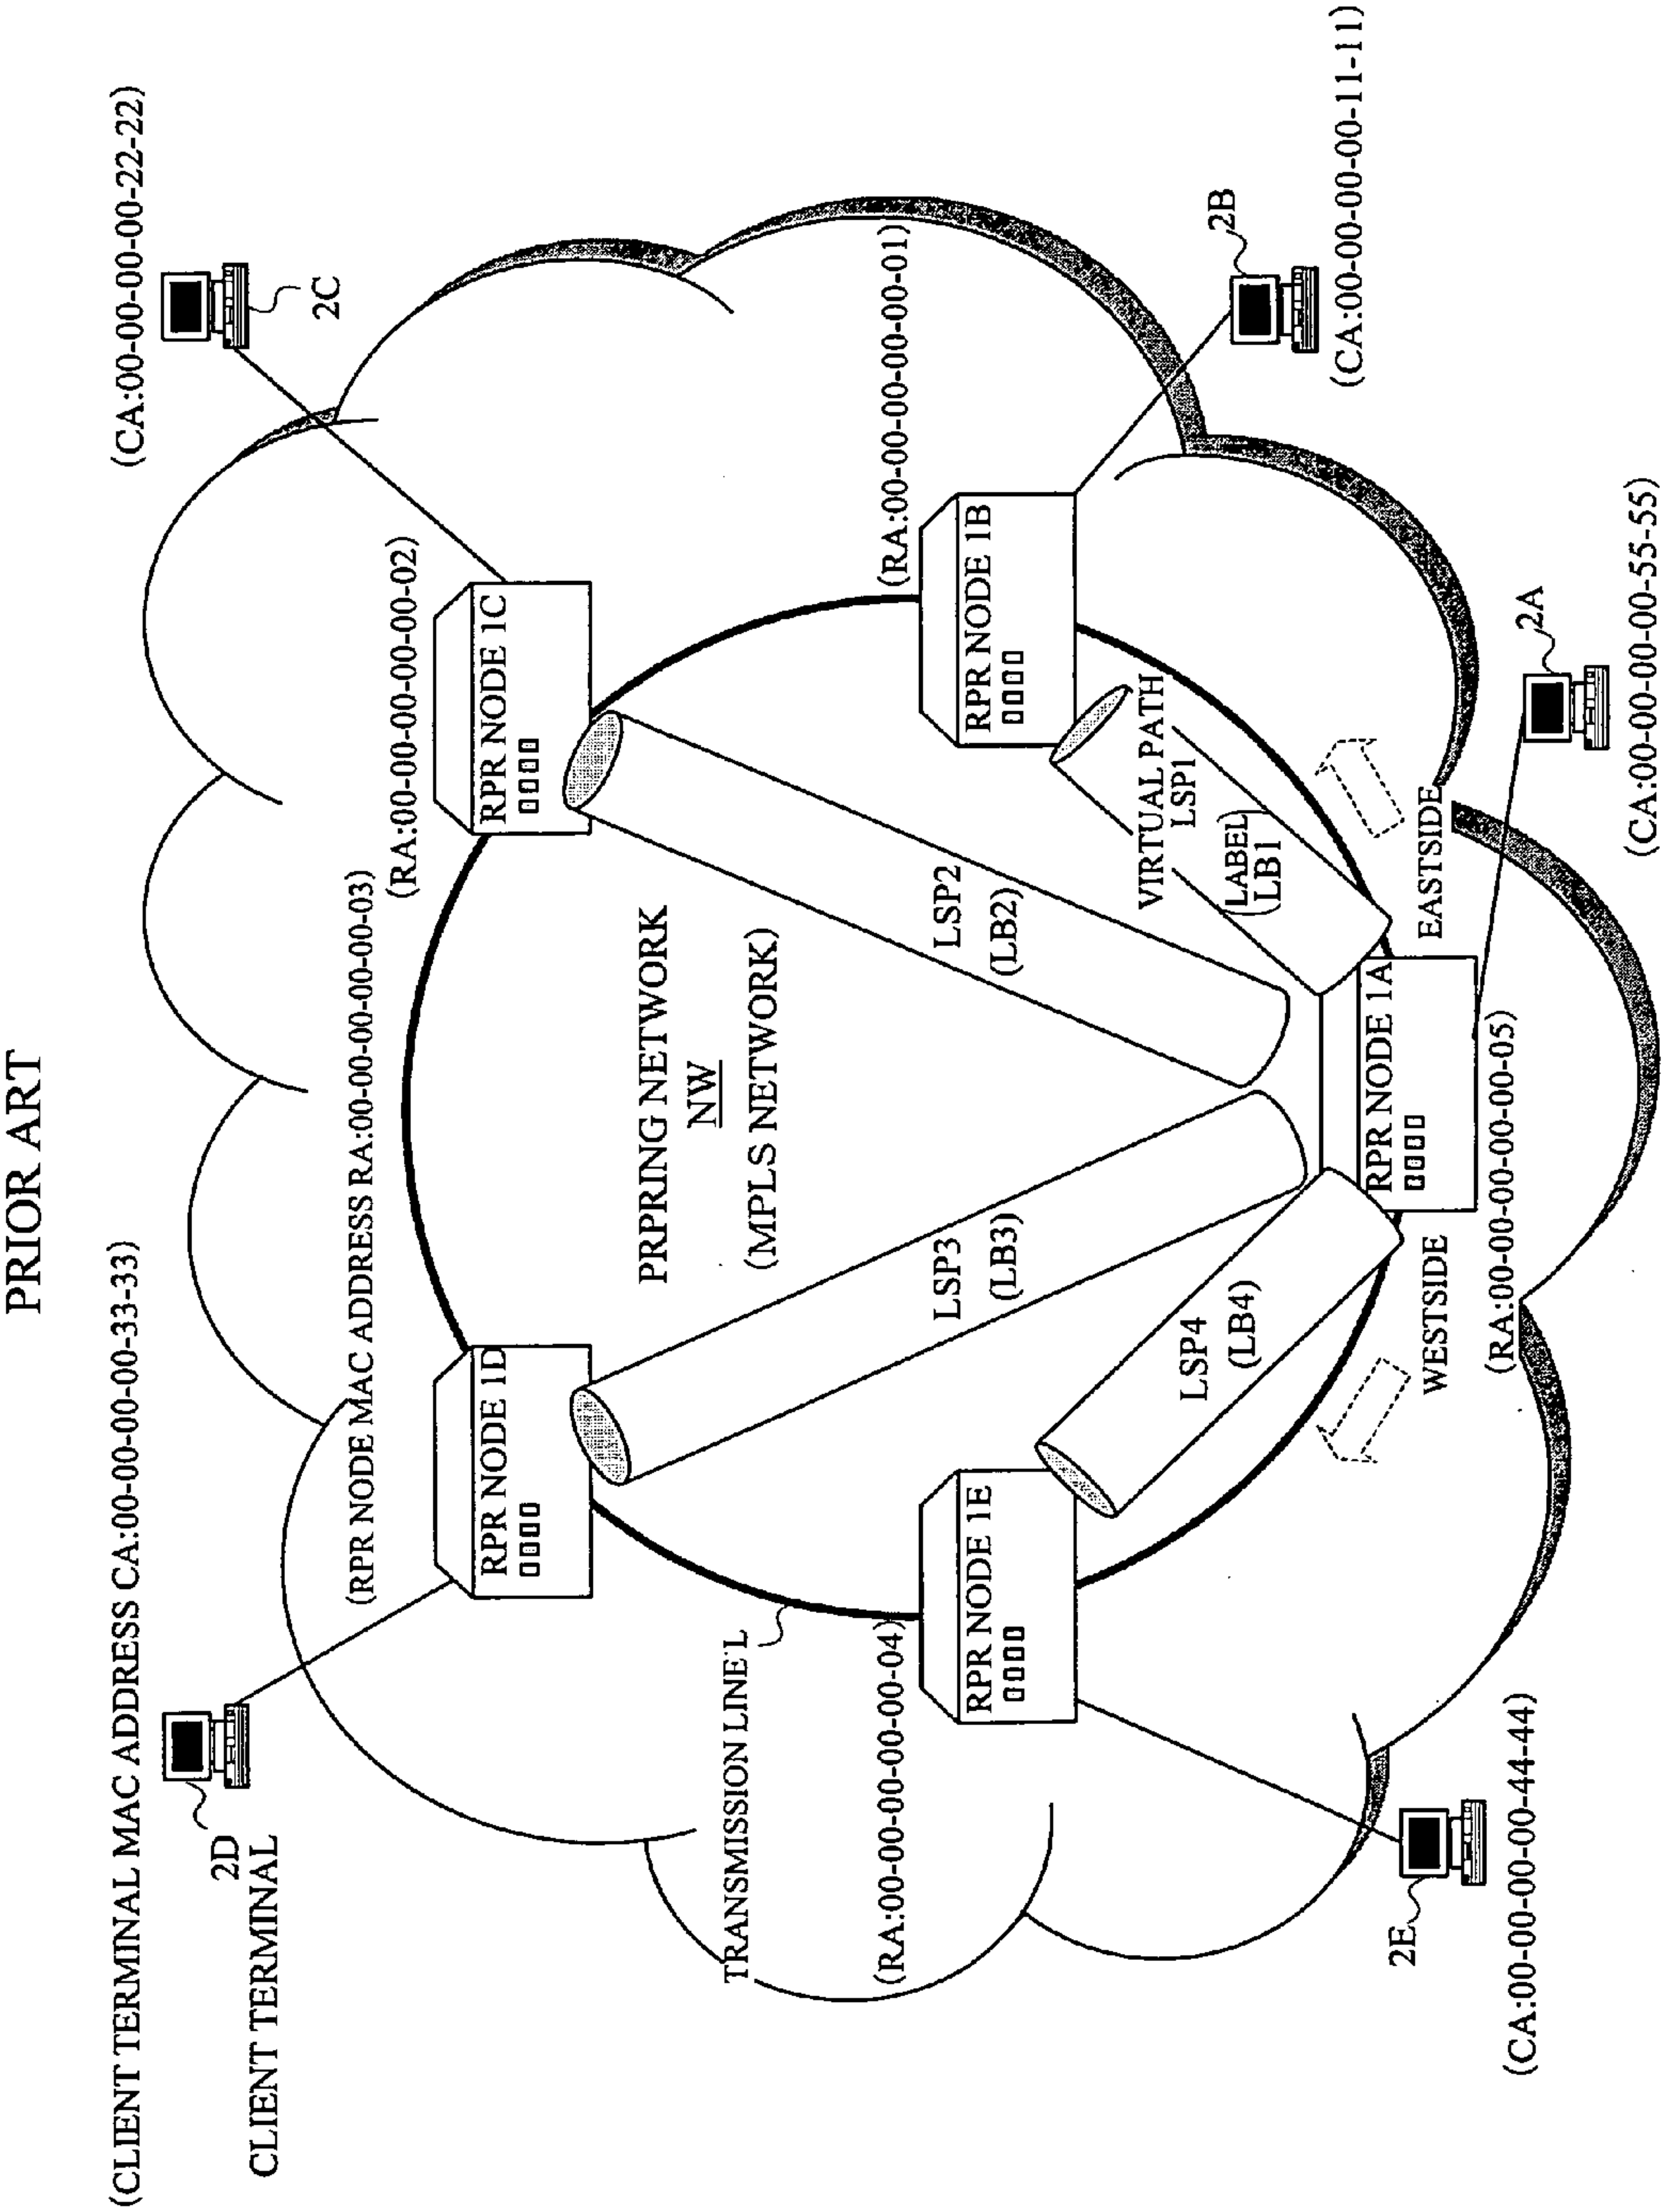 PRIOR ART
(CLIENT TERMINAL MAC ADDRESS CA:00-00-00-00-33-33)
(CA:00-00-00-00-22-22)
2D
CLIENT TERMINAL
2C
(RPR NODE MAC ADDRESS RA:00-00-00-00-00-03)
(RA:00-00-00-00-00-02)
RPR NODE 1D
RPR NODE 1C
PRPRING NETWORK
NW
(MPLS NETWORK)
TRANSMISSION LINE L
(RA:00-00-00-00-00-04)
(RA:00-00-00-00-00-01)
LSP3
(LB3)
LSP2
(LB2)
RPR NODE 1E
RPR NODE 1B
VIRTUAL PATH
LSP1
(LABEL)
LB1
LSP4
(LB4)
2B
(CA:00-00-00-00-11-11)
RPR NODE 1A
WESTSIDE
EASTSIDE
2E
(RA:00-00-00-00-00-05)
2A
(CA:00-00-00-00-44-44)
(CA:00-00-00-00-55-55)